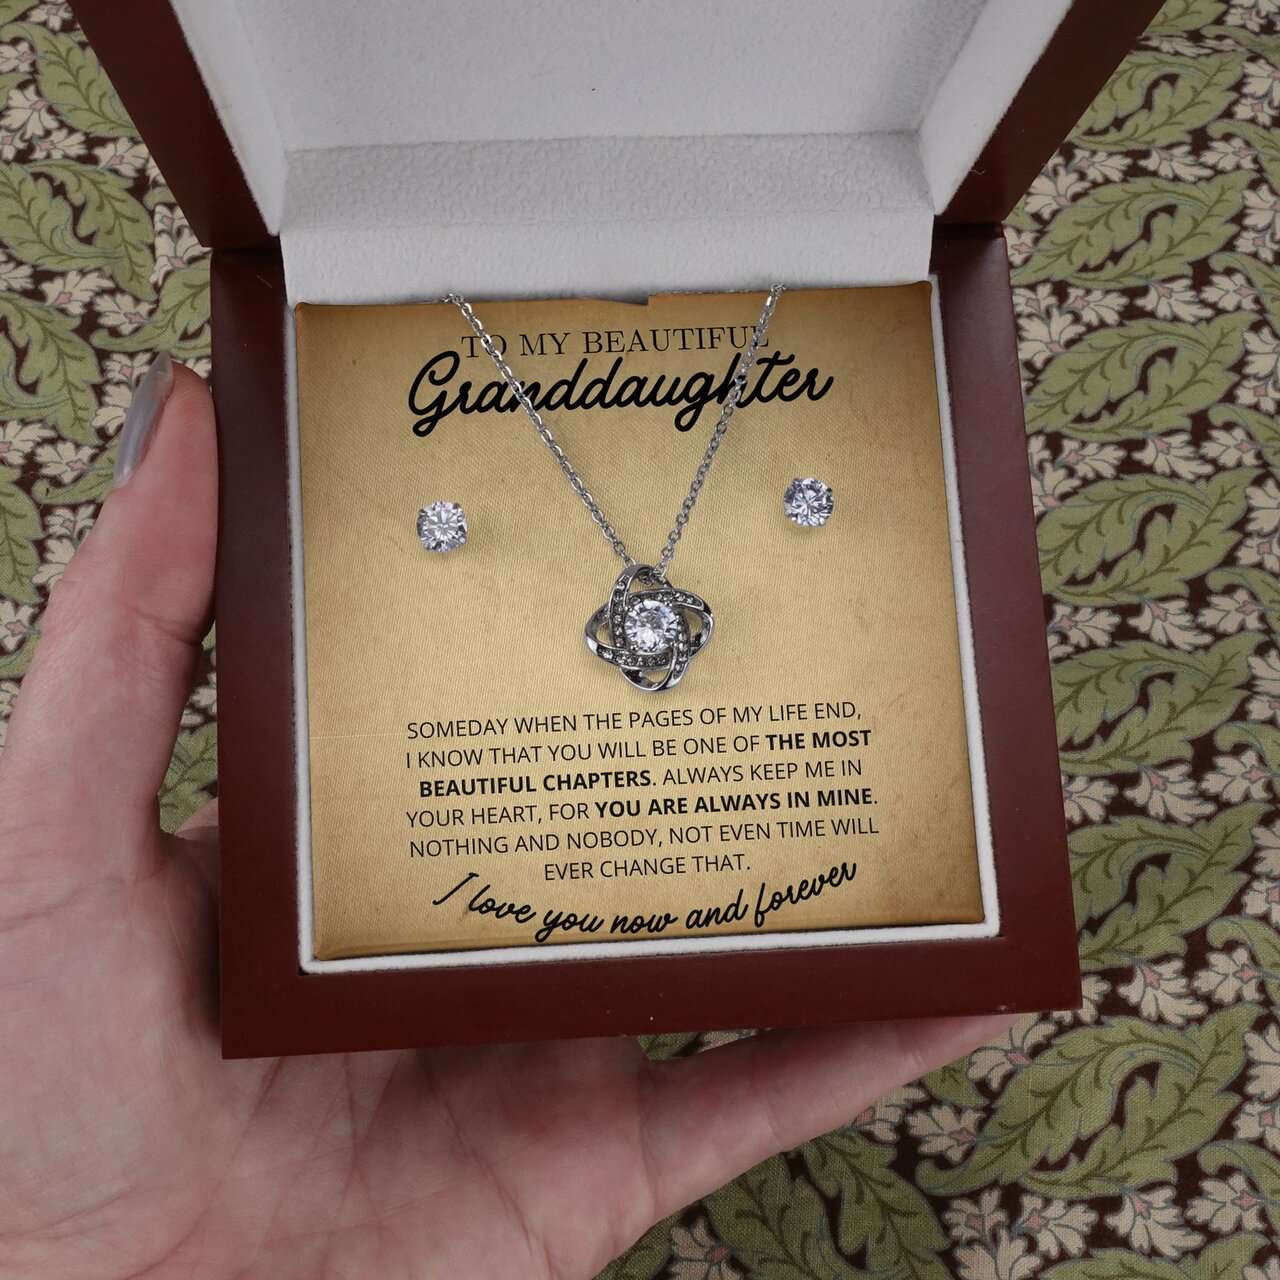 TO MY BEAUTIFUL
Granddaughter
SOMEDAY WHEN THE PAGES OF MY LIFE END,
I KNOW THAT YOU WILL BE ONE OF THE MOST
BEAUTIFUL CHAPTERS. ALWAYS KEEP ME IN
YOUR HEART, FOR YOU ARE ALWAYS IN MINE.
NOTHING AND NOBODY, NOT EVEN TIME WILL
EVER CHANGE THAT.
I love you now and forever